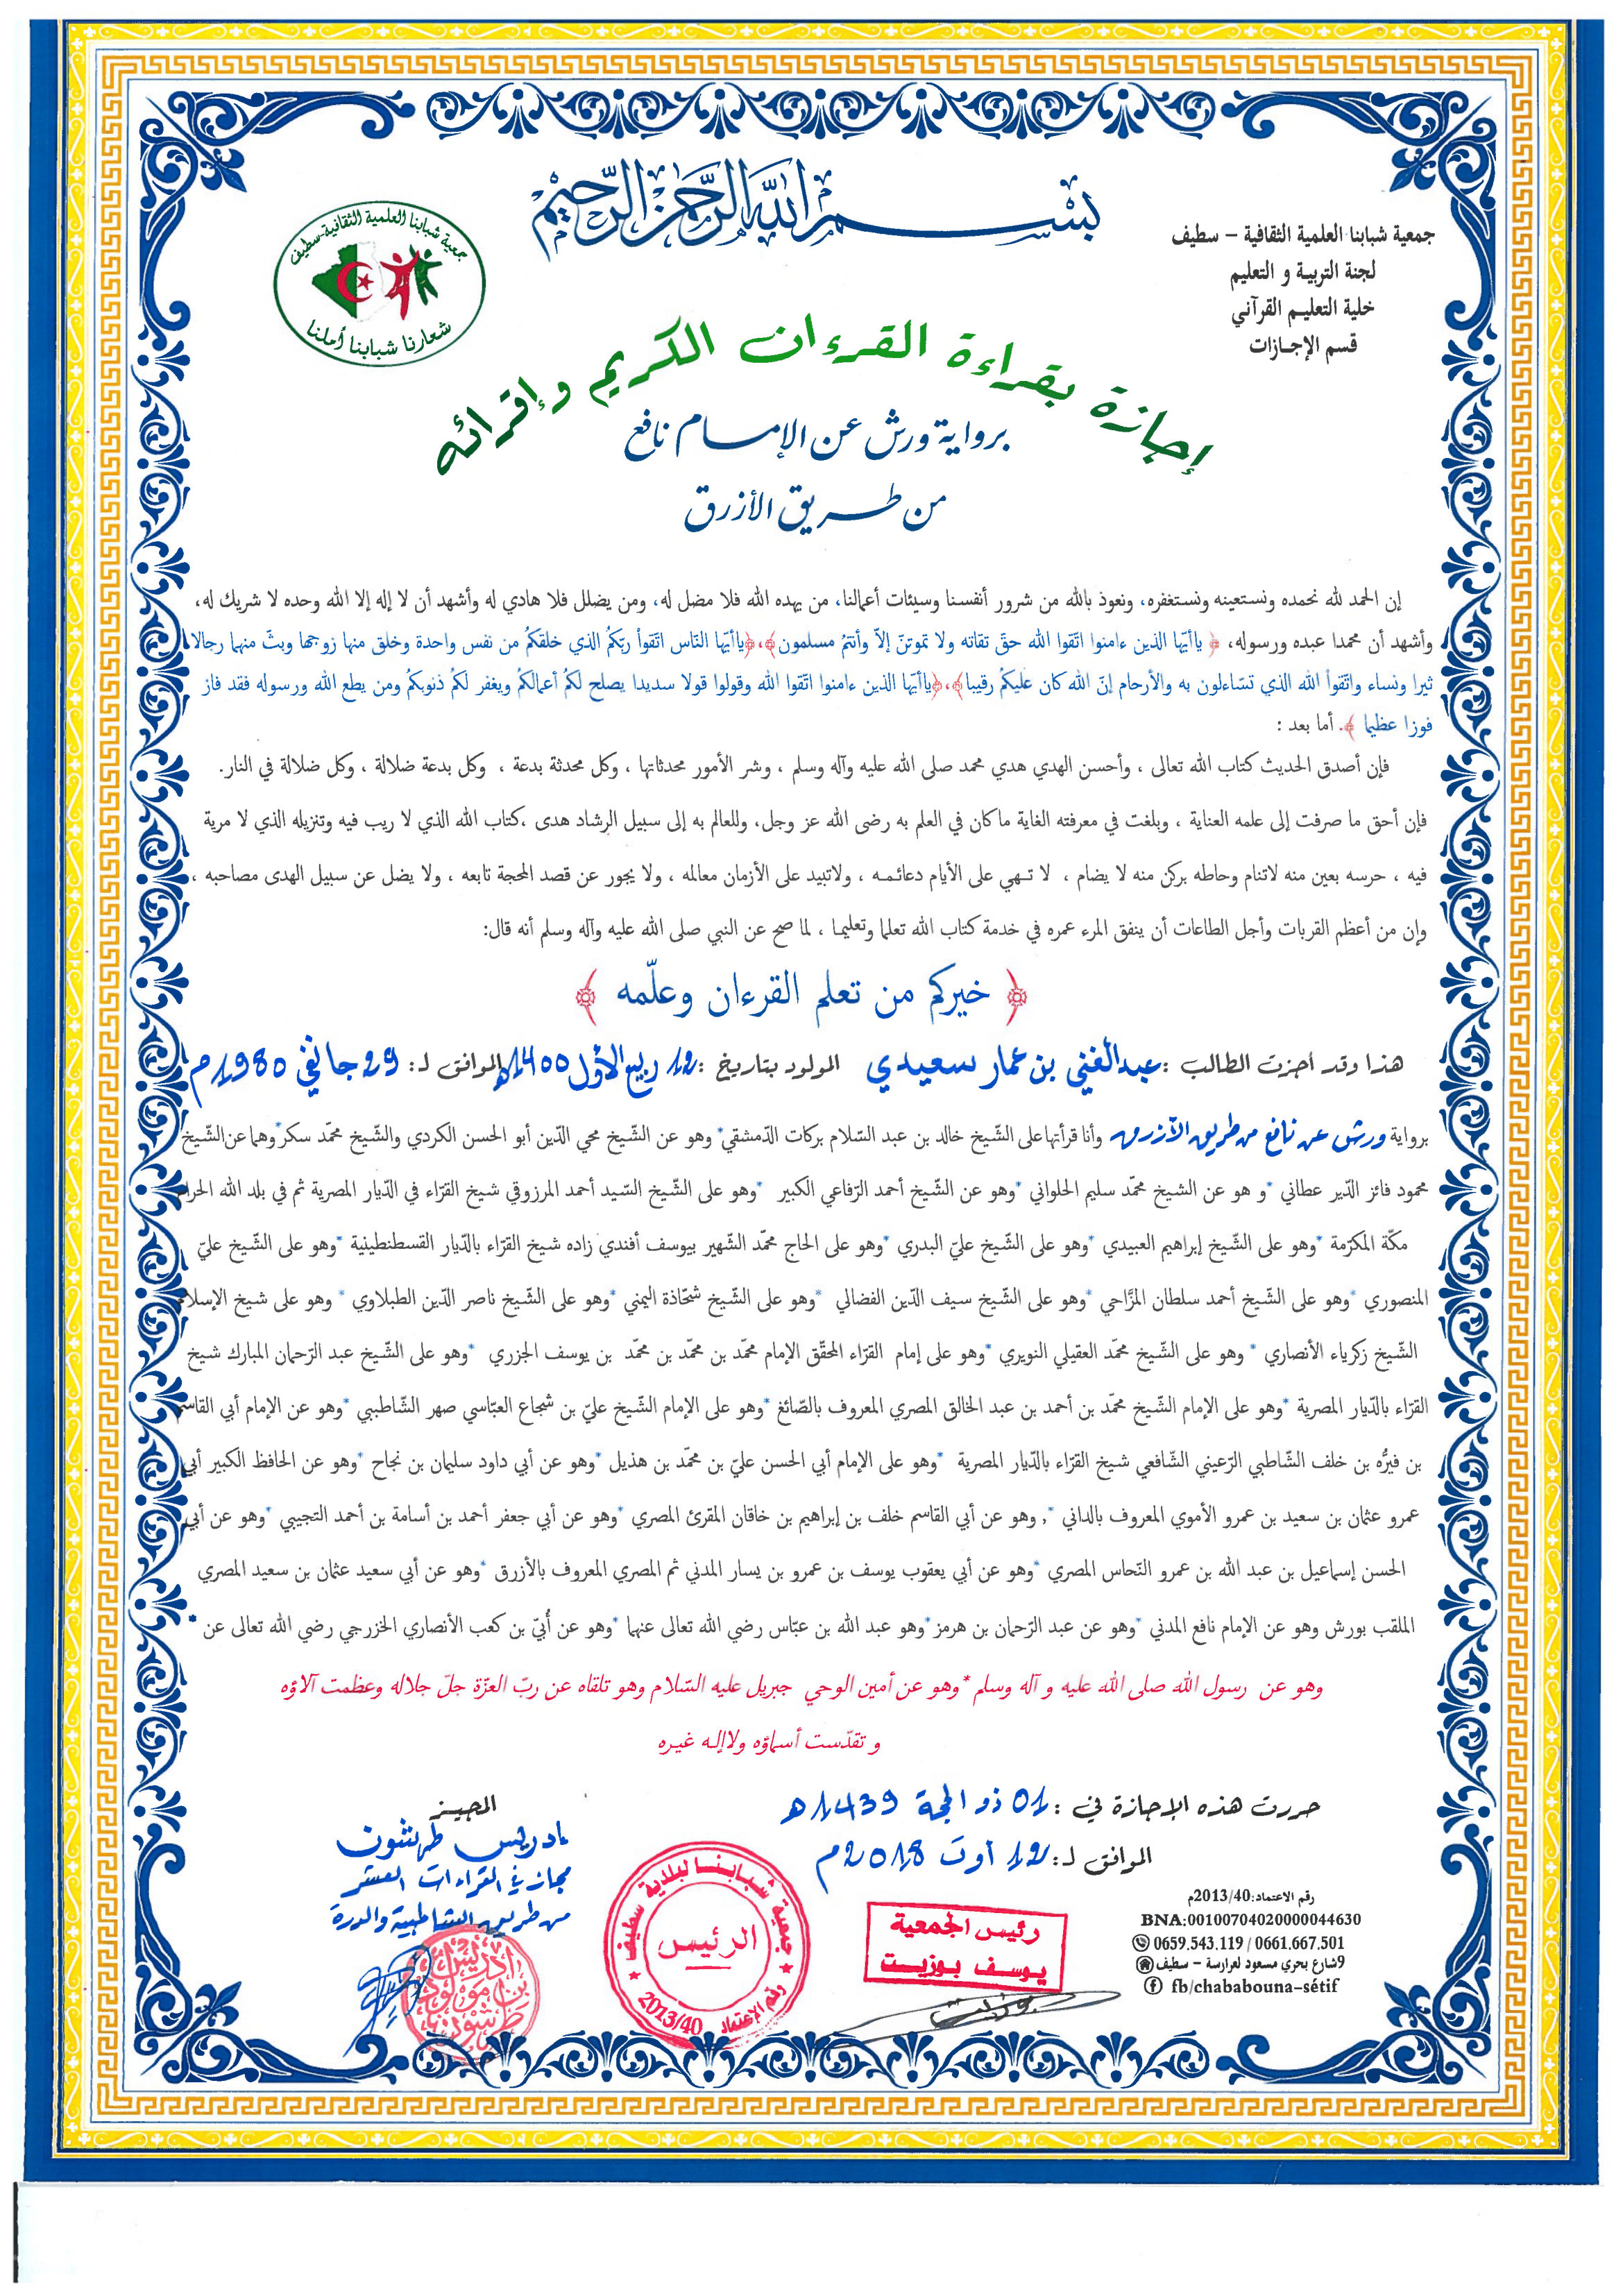 بسم الله الرحمن الرحيم
جمعية شبابنا العلمية الثقافية - سطيف
لجنة التربية و التعليم
خلية التعليم القرآني
قسم الإجازات
جمعية شبابنا العلمية الثقافية-سطيف
شعارنا شبابنا أملنا
إجازة بقراءة القرءان الكريم وإقرائه
برواية ورش عن الإمام نافع
من طريق الأزرق
إن الحمد لله نحمده ونستعينه ونستغفره، ونعوذ بالله من شرور أنفسنا وسيئات أعمالنا، من يهده الله فلا مضل له، ومن يضلل فلا هادي له وأشهد أن لا إله إلا الله وحده لا شريك له،
وأشهد أن محمدا عبده ورسوله، ﴿ ياأيّها الذين ءامنوا اتّقوا الله حقّ تقاته ولا تموتنّ إلاّ وأنتمُ مسلمون﴾،﴿ياأيّها النّاس اتّقواْ ربّكمُ الذي خلقكمُ من نفس واحدة وخلق منها زوجها وبثّ منهما رجالا
ثيرا ونساء واتّقواْ الله الذي تسّاءلون به والأرحام إنّ الله كان عليكمْ رقيبا﴾،﴿ياأيّها الذين ءامنوا اتّقوا الله وقولوا قولا سديدا يصلح لكمُ أعمالكمْ ويغفر لكمْ ذنوبكمْ ومن يطع الله ورسوله فقد فاز
فوزا عظيما ﴾. أما بعد :
فإن أصدق الحديث كتاب الله تعالى ، وأحسن الهدي هدي محمد صلى الله عليه وآله وسلم ، وشر الأمور محدثاتها ، وكل محدثة بدعة ، وكل بدعة ضلالة ، وكل ضلالة في النار.
فإن أحق ما صرفت إلى علمه العناية ، وبلغت في معرفته الغاية ماكان في العلم به رضى الله عز وجل، وللعالم به إلى سبيل الرشاد هدى ،كتاب الله الذي لا ريب فيه وتنزيله الذي لا مرية
فيه ، حرسه بعين منه لاتنام وحاطه بركن منه لا يضام ، لا تهي على الأيام دعائمه ، ولاتبيد على الأزمان معالمه ، ولا يجور عن قصد المحجة تابعه ، ولا يضل عن سبيل الهدى مصاحبه ،
وإن من أعظم القربات وأجل الطاعات أن ينفق المرء عمره في خدمة كتاب الله تعلما وتعليما ، لما صح عن النبي صلى الله عليه وآله وسلم أنه قال:
﴿ خيركم من تعلم القرءان وعلّمه ﴾
هذا وقد أجزت الطالب :عبدالغني بن عمار سعيدي المولود بتاريخ :12 ربيع الأول 1400ه الموافق لـ: 29 جانفي 1980م
برواية ورش عن نافع من طريق الأزرق وأنا قرأتها على الشّيخ خالد بن عبد السّلام بركات الدّمشقي* وهو عن الشّيخ محي الدّين أبو الحسن الكردي والشّيخ محمّد سكر*وهما عن الشّيخ
محمود فائز الدّير عطاني *و هو عن الشيخ محمّد سليم الحلواني *وهو عن الشّيخ أحمد الرّفاعي الكبير *وهو على الشّيخ السّيد أحمد المرزوقي شيخ القرّاء في الدّيار المصرية ثم في بلد الله الحرام
مكّة المكرّمة *وهو على الشّيخ إبراهيم العبيدي *وهو على الشّيخ عليّ البدري *وهو على الحاج محمّد الشّهير بيوسف أفندي زاده شيخ القرّاء بالدّيار القسطنطينية *وهو على الشّيخ عليّ
المنصوري *وهو على الشّيخ أحمد سلطان المزّاحي *وهو على الشّيخ سيف الدّين الفضالي *وهو على الشّيخ شحّاذة اليمني *وهو على الشّيخ ناصر الدّين الطبلاوي * وهو على شيخ الإسلام
الشّيخ زكرياء الأنصاري * وهو على الشّيخ محمّد العقيلي النويري *وهو على إمام القرّاء المحقّق الإمام محمّد بن محمّد بن محمّد بن يوسف الجزري *وهو على الشّيخ عبد الرّحمان المبارك شيخ
القرّاء بالدّيار المصرية *وهو على الإمام الشّيخ محمّد بن أحمد بن عبد الخالق المصري المعروف بالصّائغ *وهو على الإمام الشّيخ عليّ بن شجاع العبّاسي صهر الشّاطبي *وهو عن الإمام أبي القاسم
بن فيرُّه بن خلف الشّاطبي الرّعيني الشّافعي شيخ القرّاء بالدّيار المصرية *وهو على الإمام أبي الحسن عليّ بن محمّد بن هذيل *وهو عن أبي داود سليمان بن نجاح *وهو عن الحافظ الكبير أبي
عمرو عثمان بن سعيد بن عمرو الأموي المعروف بالداني *, وهو عن أبي القاسم خلف بن إبراهيم بن خاقان المقرئ المصري *وهو عن أبي جعفر أحمد بن أسامة بن أحمد التجيبي *وهو عن أبي
الحسن إسماعيل بن عبد الله بن عمرو النّحاس المصري *وهو عن أبي يعقوب يوسف بن عمرو بن يسار المدني ثم المصري المعروف بالأزرق *وهو عن أبي سعيد عثمان بن سعيد المصري
الملقب بورش وهو عن الإمام نافع المدني *وهو عن عبد الرّحمان بن هرمز*وهو عبد الله بن عبّاس رضي الله تعالى عنهما *وهو عن أُبيّ بن كعب الأنصاري الخزرجي رضي الله تعالى عن
وهو عن رسول الله صلى الله عليه و آله وسلم *وهو عن أمين الوحي جبريل عليه السّلام وهو تلقاه عن ربّ العزّة جلّ جلاله وعظمت آلاؤه
و تقدّست أسماؤه ولاإله غيره
حررت هذه الإجازة في :01 ذو الحجة 1439ه
الموافق لـ:12 أوت 2018م
المجيز
إدريس طرشون
مجاز في القراءات العشر
من طريق الشاطبية والدرة
إدريس بن مولود طرشون
جمعية شبابنا لبلدية سطيف
الرئيس
رقم الإعتماد 2013/40
رئيس الجمعية
يوسف بوزيت
رقم الاعتماد:2013/40م
BNA:00100704020000044630
0659.543.119 / 0661.667.501
9شارع بحري مسعود لعرارسة - سطيف
fb/chababouna-sétif